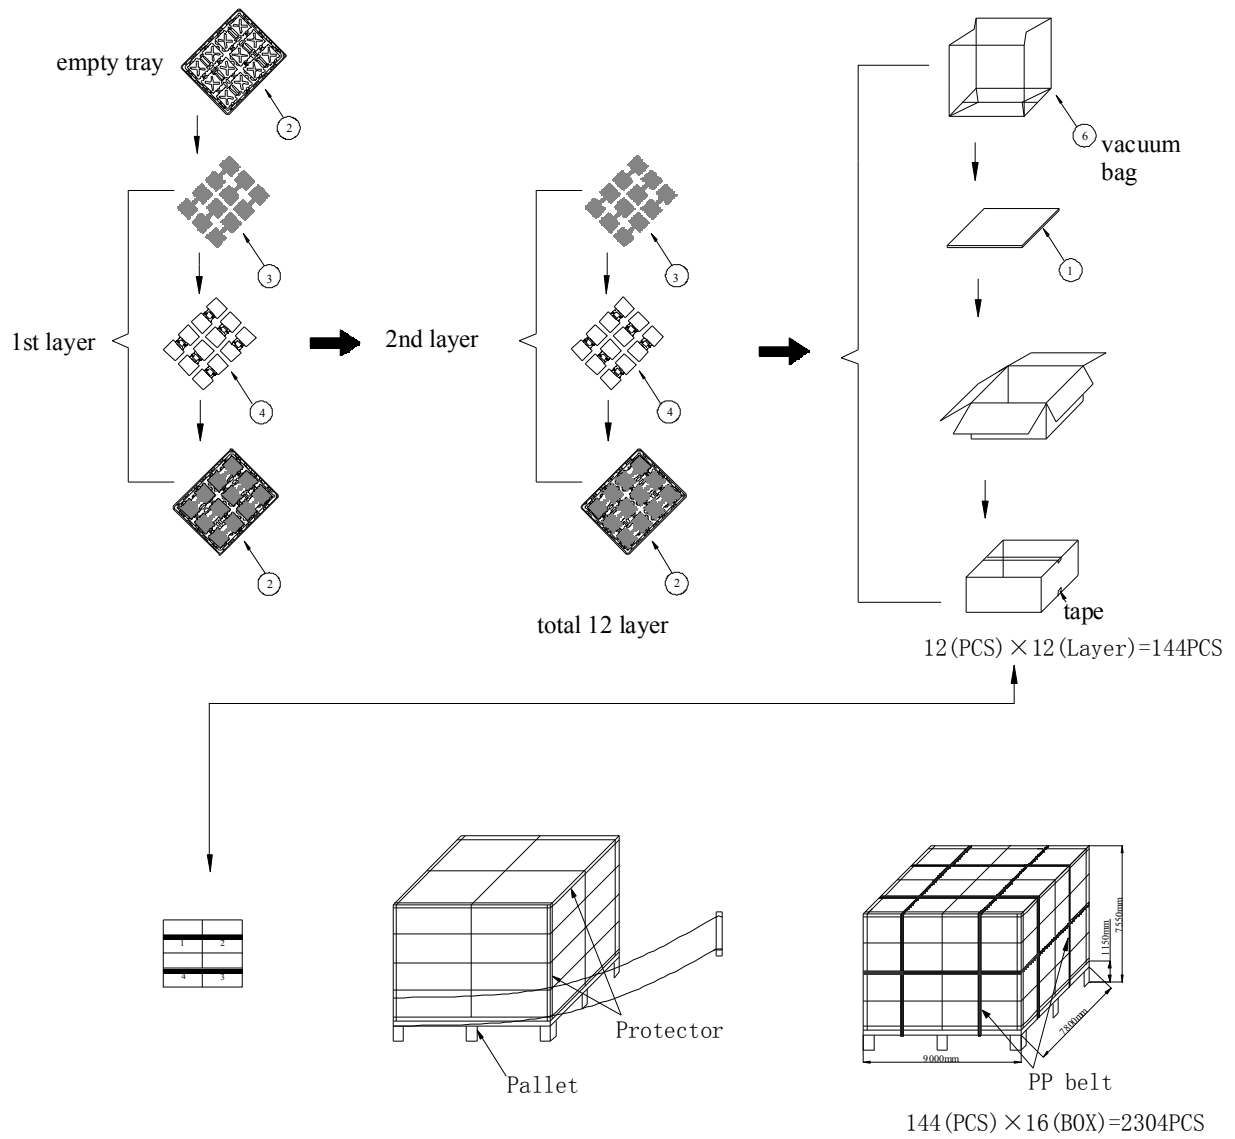 empty tray
2
3
1st layer
4
2
2nd layer
3
4
2
total 12 layer
6
vacuum
bag
1
tape
12(PCS)×12(Layer)=144PCS
1 2
4 3
Protector
Pallet
7550mm
1150mm
7800mm
9000mm
PP belt
144(PCS)×16(BOX)=2304PCS